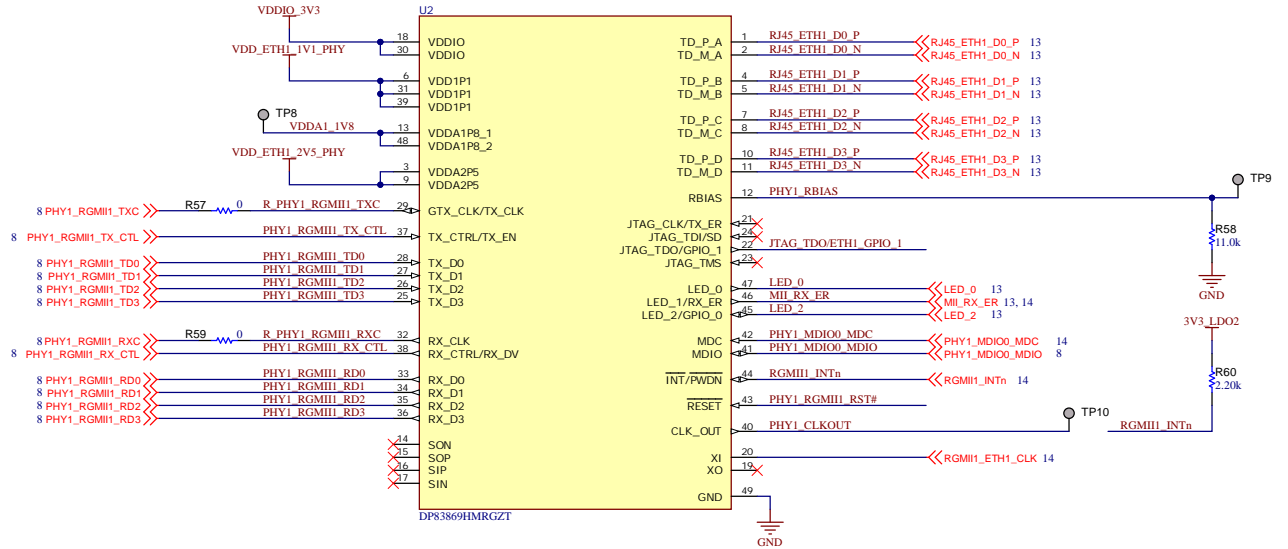 VDDIO_3V3
U2
VDD_ETH1_1V1_PHY
18 VDDIO
30 VDDIO
6 VDD1P1
31 VDD1P1
39 VDD1P1
TP8
VDDA1_1V8
13 VDDA1P8_1
48 VDDA1P8_2
VDD_ETH1_2V5_PHY
3 VDDA2P5
9 VDDA2P5
8 PHY1_RGMII1_TXC R57 0 R_PHY1_RGMII1_TXC 29 GTX_CLK/TX_CLK
8 PHY1_RGMII1_TX_CTL PHY1_RGMII1_TX_CTL 37 TX_CTRL/TX_EN
8 PHY1_RGMII1_TD0 PHY1_RGMII1_TD0 28 TX_D0
8 PHY1_RGMII1_TD1 PHY1_RGMII1_TD1 27 TX_D1
8 PHY1_RGMII1_TD2 PHY1_RGMII1_TD2 26 TX_D2
8 PHY1_RGMII1_TD3 PHY1_RGMII1_TD3 25 TX_D3
8 PHY1_RGMII1_RXC R59 0 R_PHY1_RGMII1_RXC 32 RX_CLK
8 PHY1_RGMII1_RX_CTL PHY1_RGMII1_RX_CTL 38 RX_CTRL/RX_DV
8 PHY1_RGMII1_RD0 PHY1_RGMII1_RD0 33 RX_D0
8 PHY1_RGMII1_RD1 PHY1_RGMII1_RD1 34 RX_D1
8 PHY1_RGMII1_RD2 PHY1_RGMII1_RD2 35 RX_D2
8 PHY1_RGMII1_RD3 PHY1_RGMII1_RD3 36 RX_D3
14 SON
15 SOP
16 SIP
17 SIN
DP83869HMRGZT
TD_P_A 1 RJ45_ETH1_D0_P RJ45_ETH1_D0_P 13
TD_M_A 2 RJ45_ETH1_D0_N RJ45_ETH1_D0_N 13
TD_P_B 4 RJ45_ETH1_D1_P RJ45_ETH1_D1_P 13
TD_M_B 5 RJ45_ETH1_D1_N RJ45_ETH1_D1_N 13
TD_P_C 7 RJ45_ETH1_D2_P RJ45_ETH1_D2_P 13
TD_M_C 8 RJ45_ETH1_D2_N RJ45_ETH1_D2_N 13
TD_P_D 10 RJ45_ETH1_D3_P RJ45_ETH1_D3_P 13
TD_M_D 11 RJ45_ETH1_D3_N RJ45_ETH1_D3_N 13
RBIAS 12 PHY1_RBIAS TP9
JTAG_CLK/TX_ER 21
JTAG_TDI/SD 24
JTAG_TDO/GPIO_1 22 JTAG_TDO/ETH1_GPIO_1
JTAG_TMS 23
R58
11.0k
GND
LED_0 47 LED_0 LED_0 13
LED_1/RX_ER 46 MII_RX_ER MII_RX_ER 13, 14
LED_2/GPIO_0 45 LED_2 LED_2 13
MDC 42 PHY1_MDIO0_MDC PHY1_MDIO0_MDC 14
MDIO 41 PHY1_MDIO0_MDIO PHY1_MDIO0_MDIO 8
INT/PWDN 44 RGMII1_INTn RGMII1_INTn 14
RESET 43 PHY1_RGMII1_RST#
CLK_OUT 40 PHY1_CLKOUT TP10
XI 20 RGMII1_ETH1_CLK 14
XO 19
GND 49
GND
3V3_LDO2
R60
2.20k
RGMII1_INTn